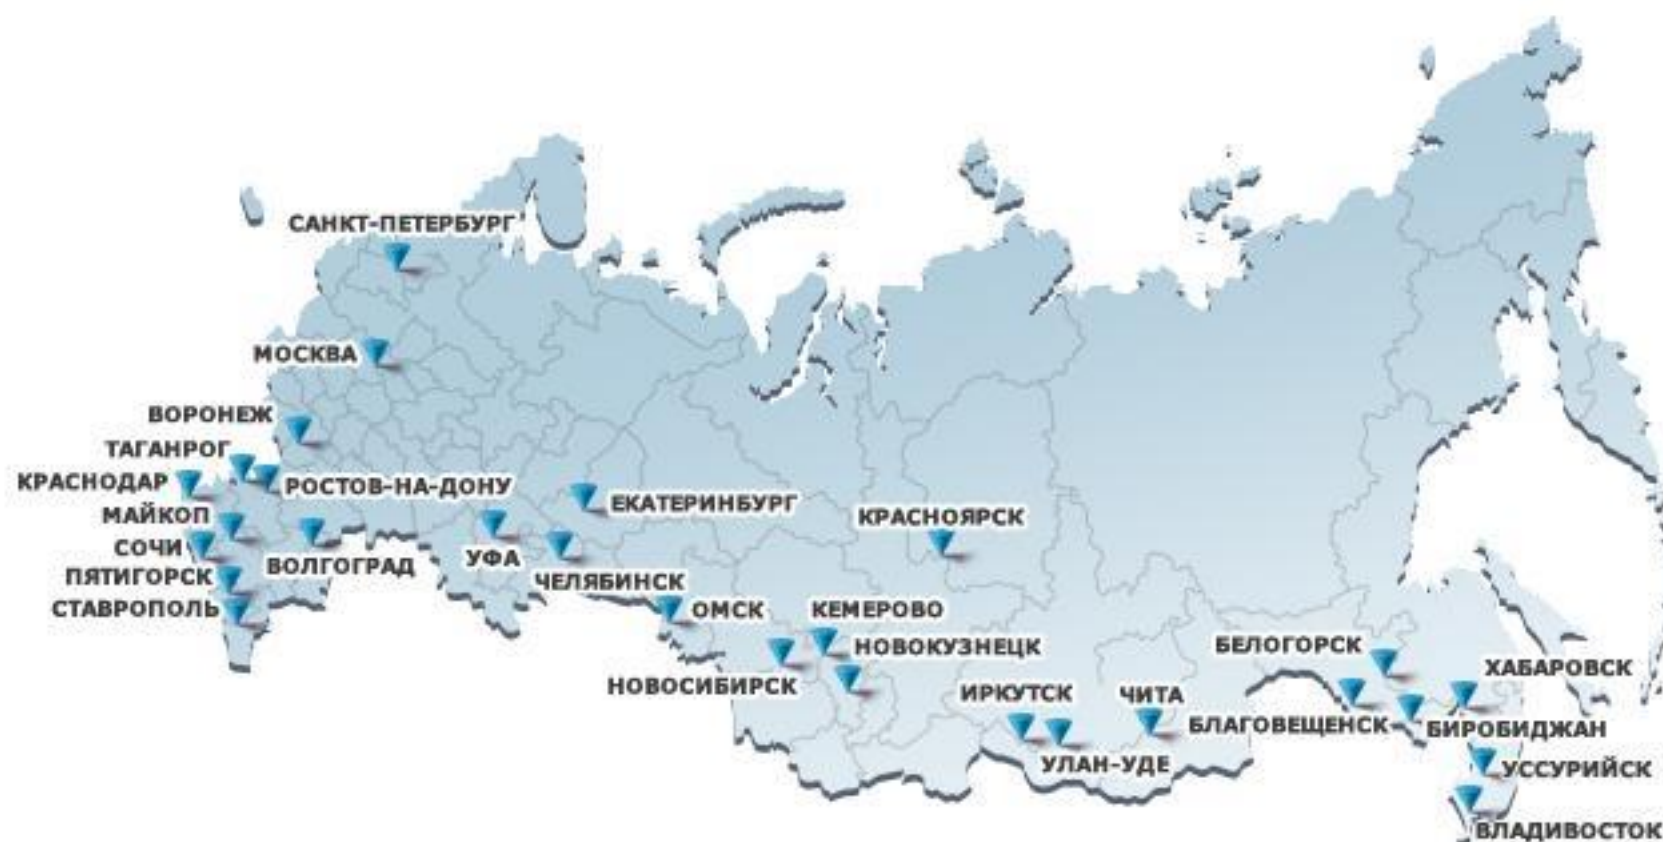 САНКТ-ПЕТЕРБУРГ
МОСКВА
ВОРОНЕЖ
ТАГАНРОГ
КРАСНОДАР
РОСТОВ-НА-ДОНУ
ЕКАТЕРИНБУРГ
МАЙКОП
КРАСНОЯРСК
СОЧИ
ВОЛГОГРАД
УФА
ПЯТИГОРСК
ЧЕЛЯБИНСК
СТАВРОПОЛЬ
ОМСК
КЕМЕРОВО
НОВОКУЗНЕЦК
БЕЛОГОРСК
ХАБАРОВСК
НОВОСИБИРСК
ИРКУТСК
ЧИТА
БЛАГОВЕЩЕНСК
БИРОБИДЖАН
УЛАН-УДЕ
УССУРИЙСК
ВЛАДИВОСТОК